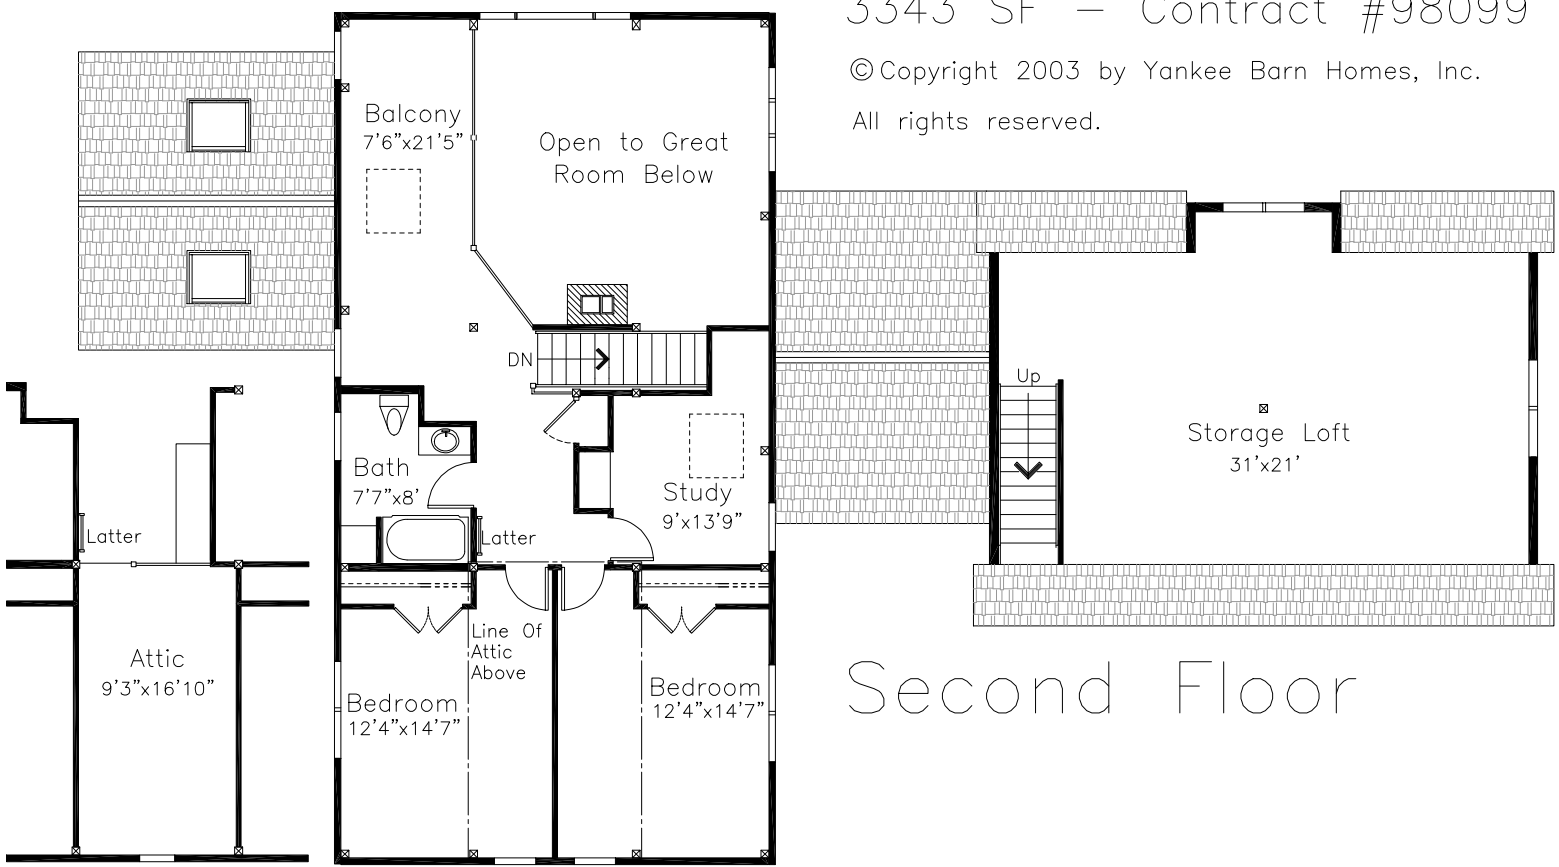 3343 SF – Contract #98099
©Copyright 2003 by Yankee Barn Homes, Inc.
All rights reserved.
Balcony
7'6"x21'5"
Open to Great
Room Below
DN
Up
Storage Loft
31'x21'
Bath
7'7"x8'
Study
9'x13'9"
Latter
Latter
Line Of
Attic
Above
Attic
9'3"x16'10"
Bedroom
12'4"x14'7"
Bedroom
12'4"x14'7"
Second Floor